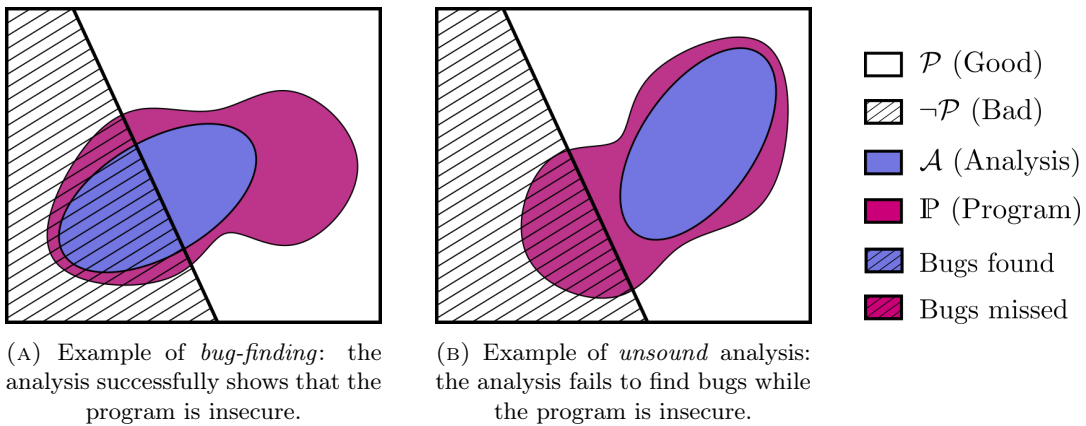 𝒫 (Good)
¬𝒫 (Bad)
𝒜 (Analysis)
ℙ (Program)
Bugs found
Bugs missed
(A) Example of bug-finding: the
analysis successfully shows that the
program is insecure.
(B) Example of unsound analysis:
the analysis fails to find bugs while
the program is insecure.